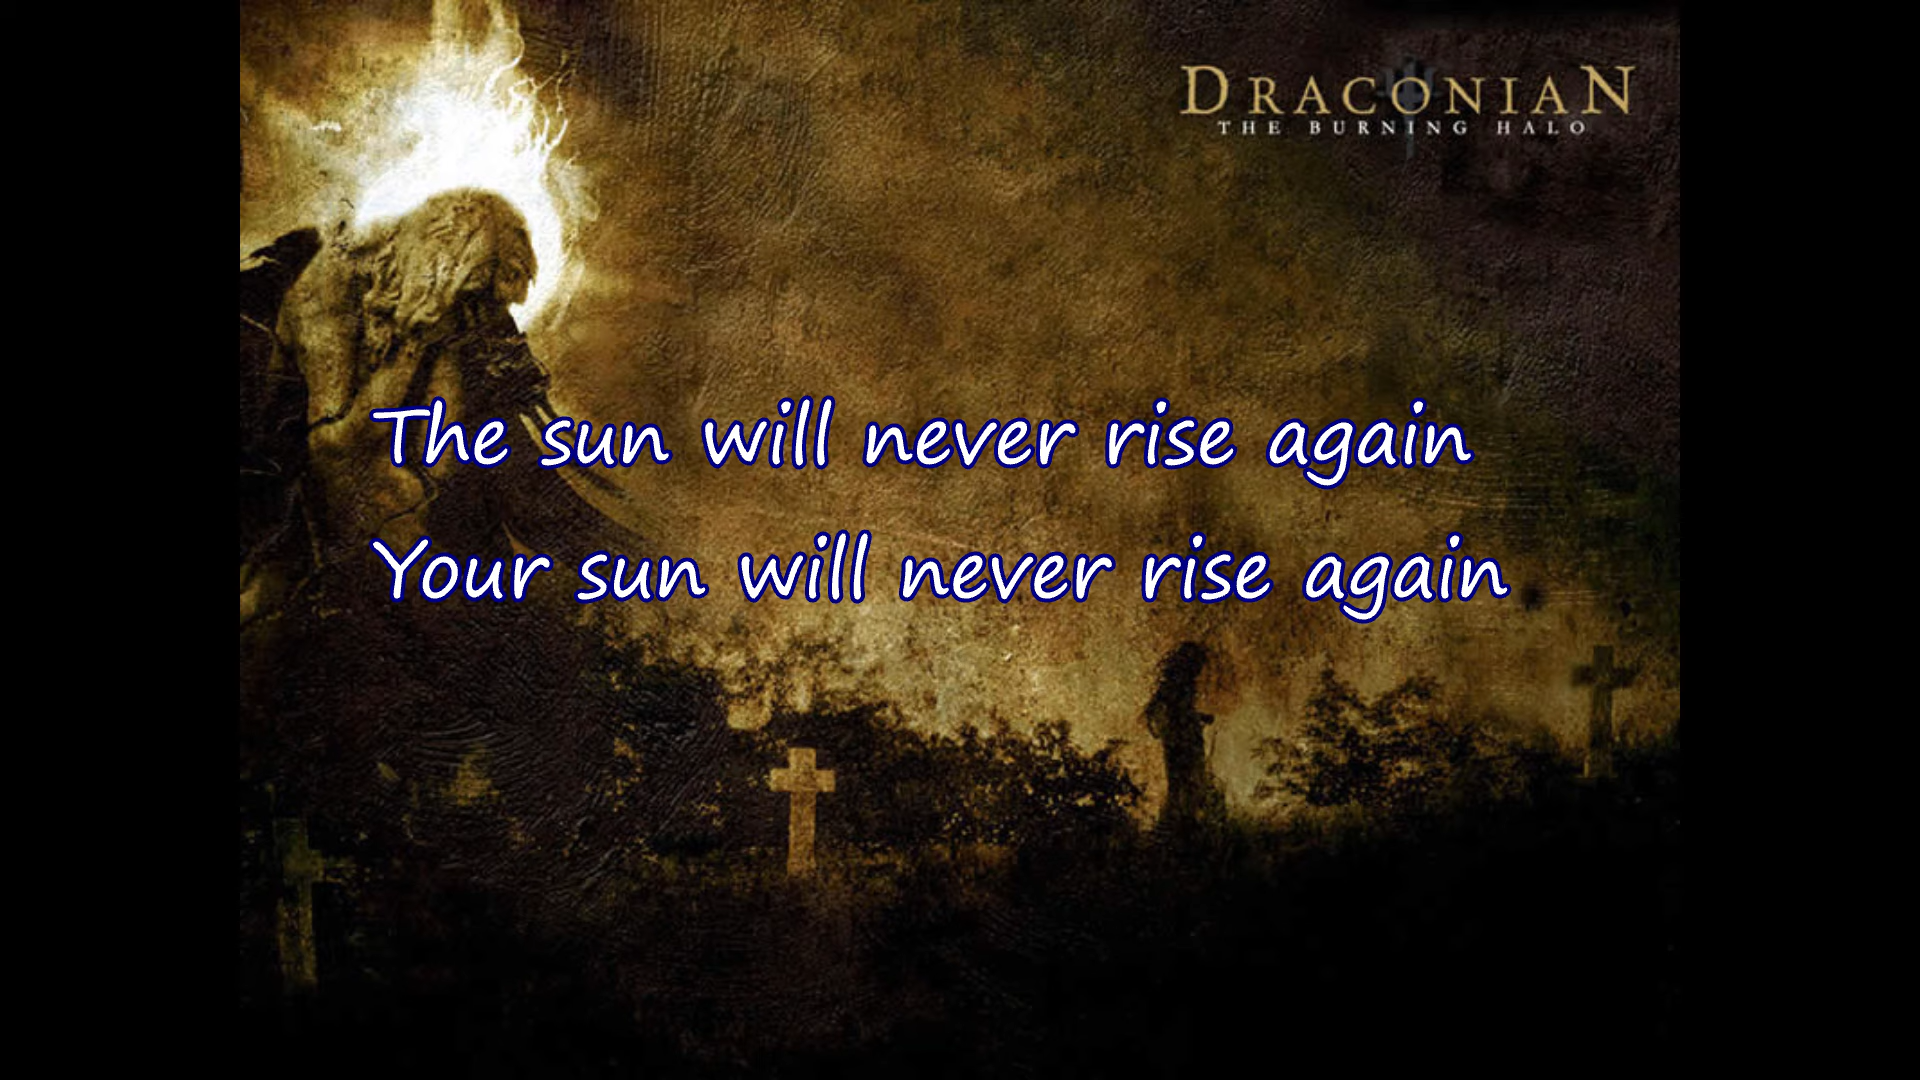 DRACONIAN
THE BURNING HALO
The sun will never rise again
Your sun will never rise again